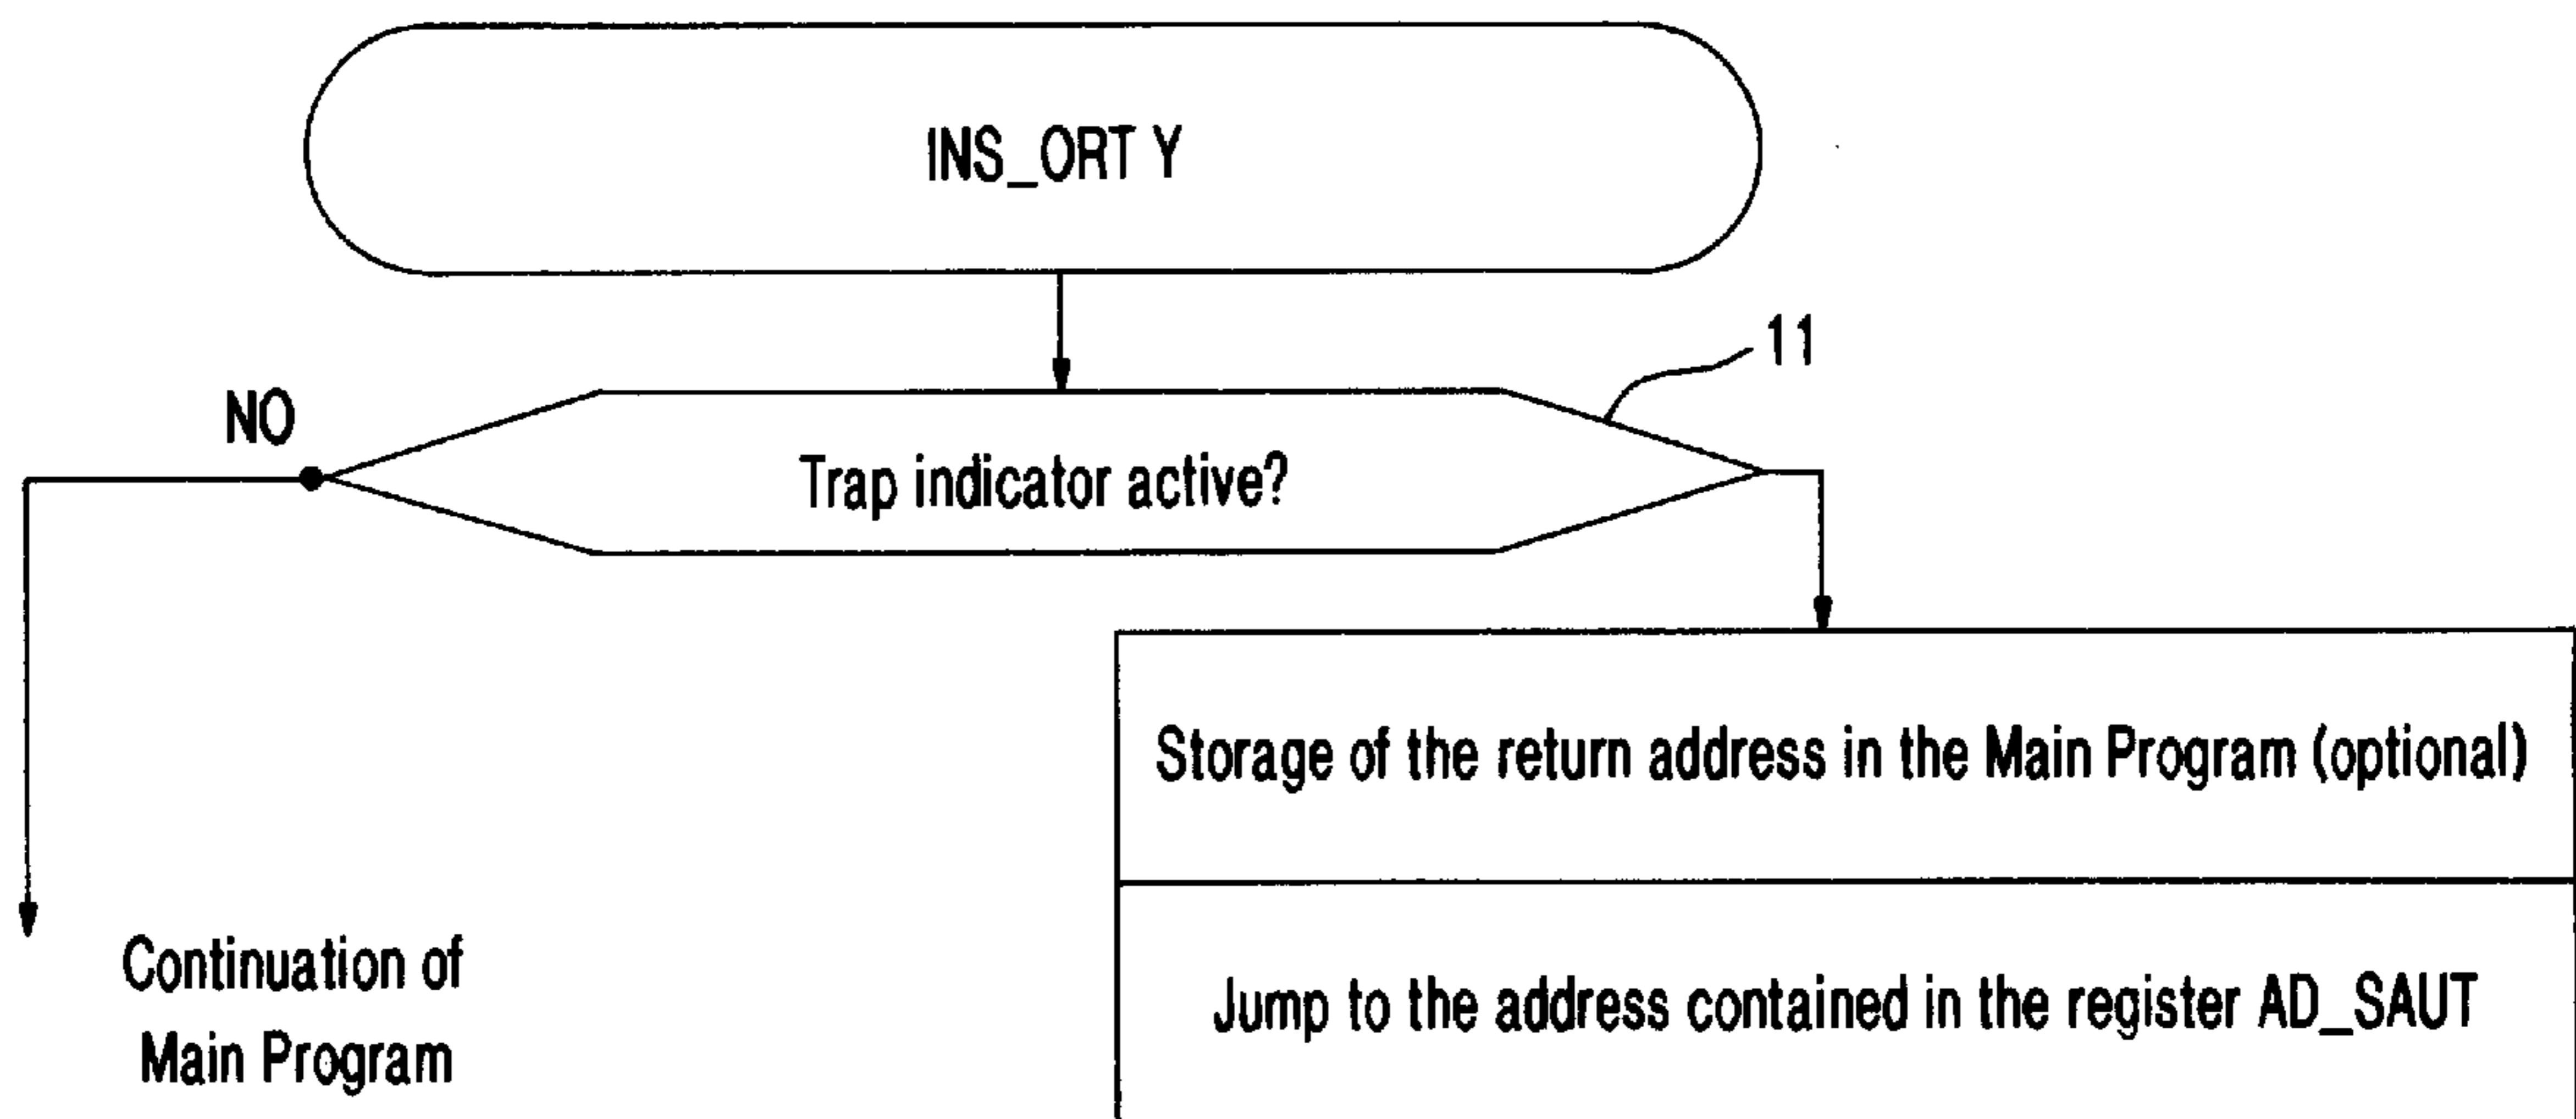 INS_ORT Y
11
NO
Trap indicator active?
Storage of the return address in the Main Program (optional)
Continuation of
Main Program
Jump to the address contained in the register AD_SAUT